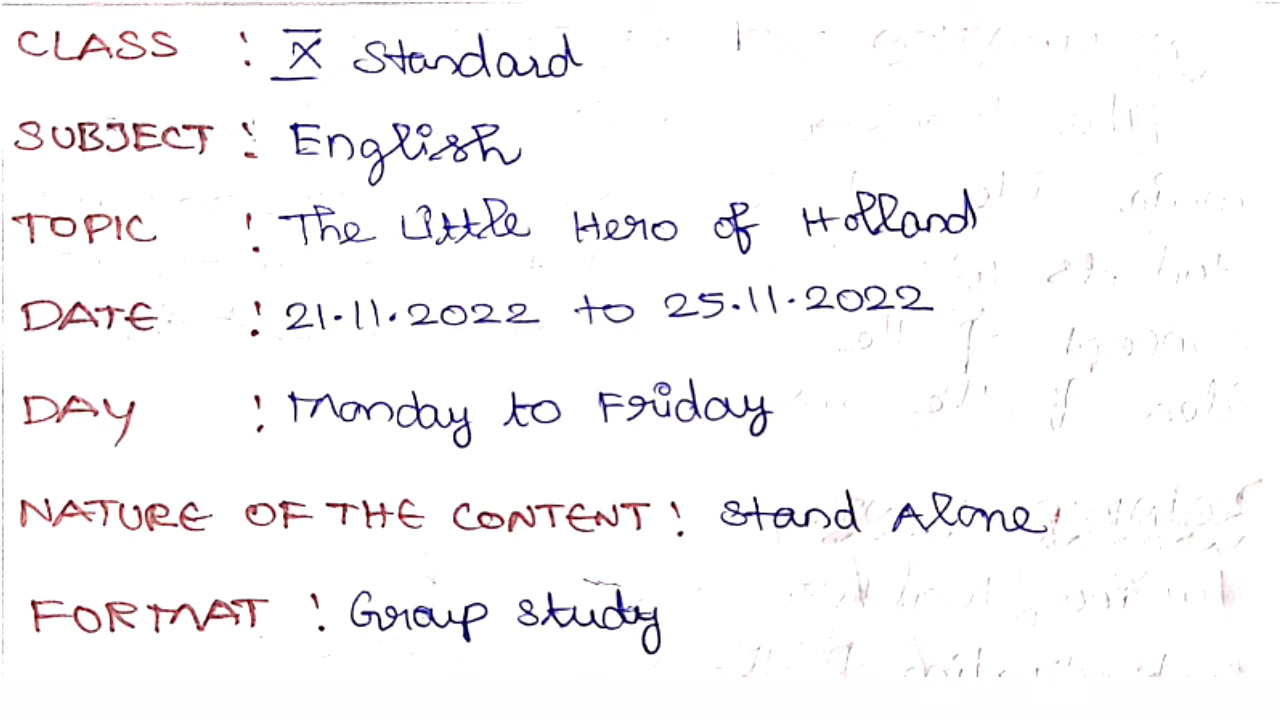 CLASS : X Standard
SUBJECT : English
TOPIC : The Little Hero of Holland
DATE : 21.11.2022 to 25.11.2022
DAY : Monday to Friday
NATURE OF THE CONTENT : Stand Alone
FORMAT : Group study